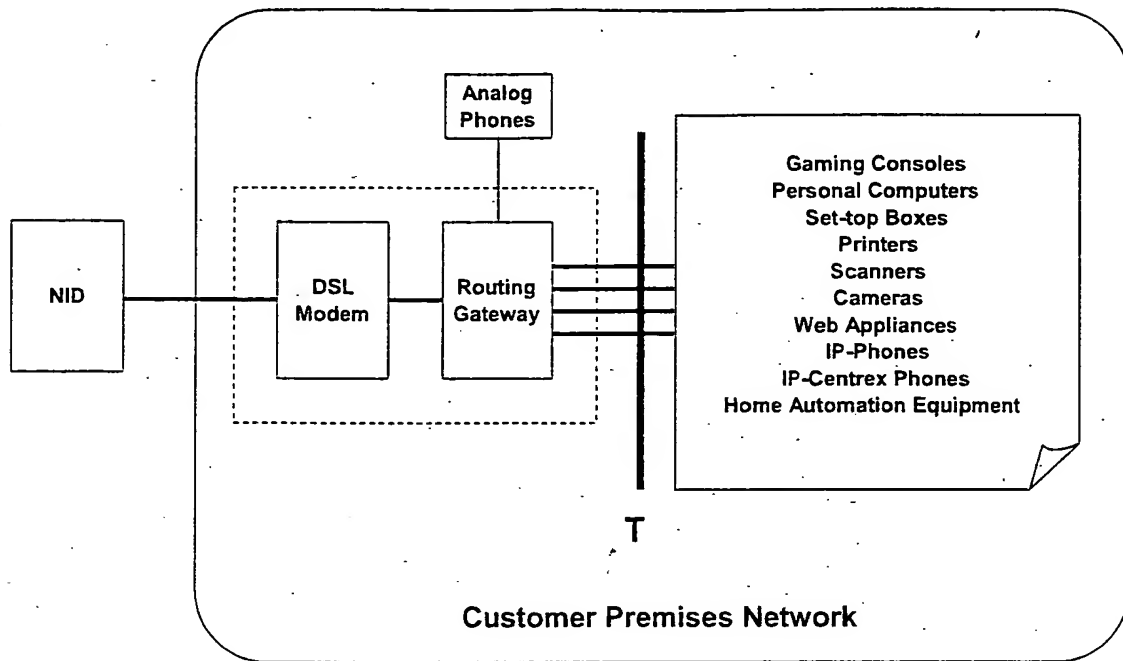 Analog
Phones
NID
DSL
Modem
Routing
Gateway
Gaming Consoles
Personal Computers
Set-top Boxes
Printers
Scanners
Cameras
Web Appliances
IP-Phones
IP-Centrex Phones
Home Automation Equipment
T
Customer Premises Network